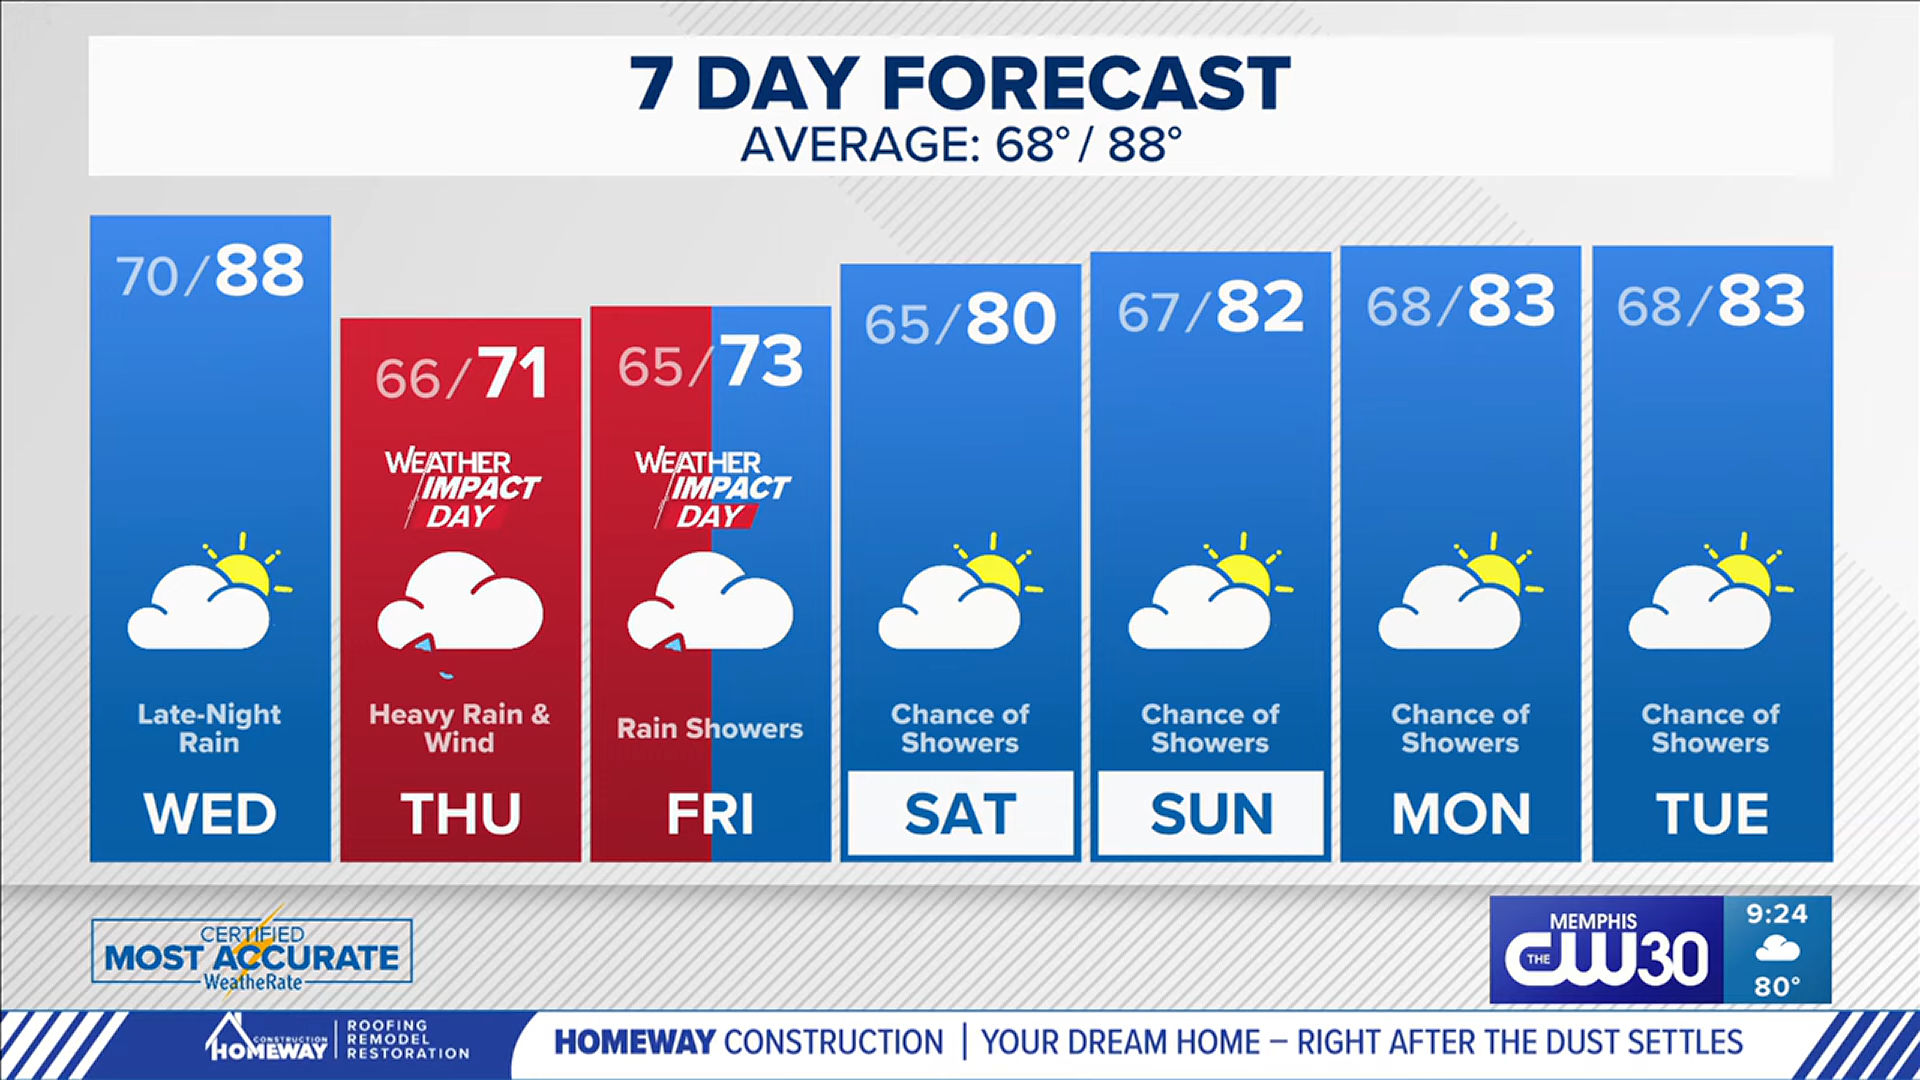 7 DAY FORECAST
AVERAGE: 68°/ 88°
70/88
66/71
65/73
65/80
67/82
68/83
68/83
WEATHER
IMPACT
DAY
WEATHER
IMPACT
DAY
Late-Night
Rain
Heavy Rain &
Wind
Rain Showers
Chance of
Showers
Chance of
Showers
Chance of
Showers
Chance of
Showers
WED
THU
FRI
SAT
SUN
MON
TUE
CERTIFIED
MOST ACCURATE
WeatheRate
MEMPHIS
THE CW30
9:24
80°
CONSTRUCTION
HOMEWAY
ROOFING
REMODEL
RESTORATION
HOMEWAY CONSTRUCTION | YOUR DREAM HOME – RIGHT AFTER THE DUST SETTLES